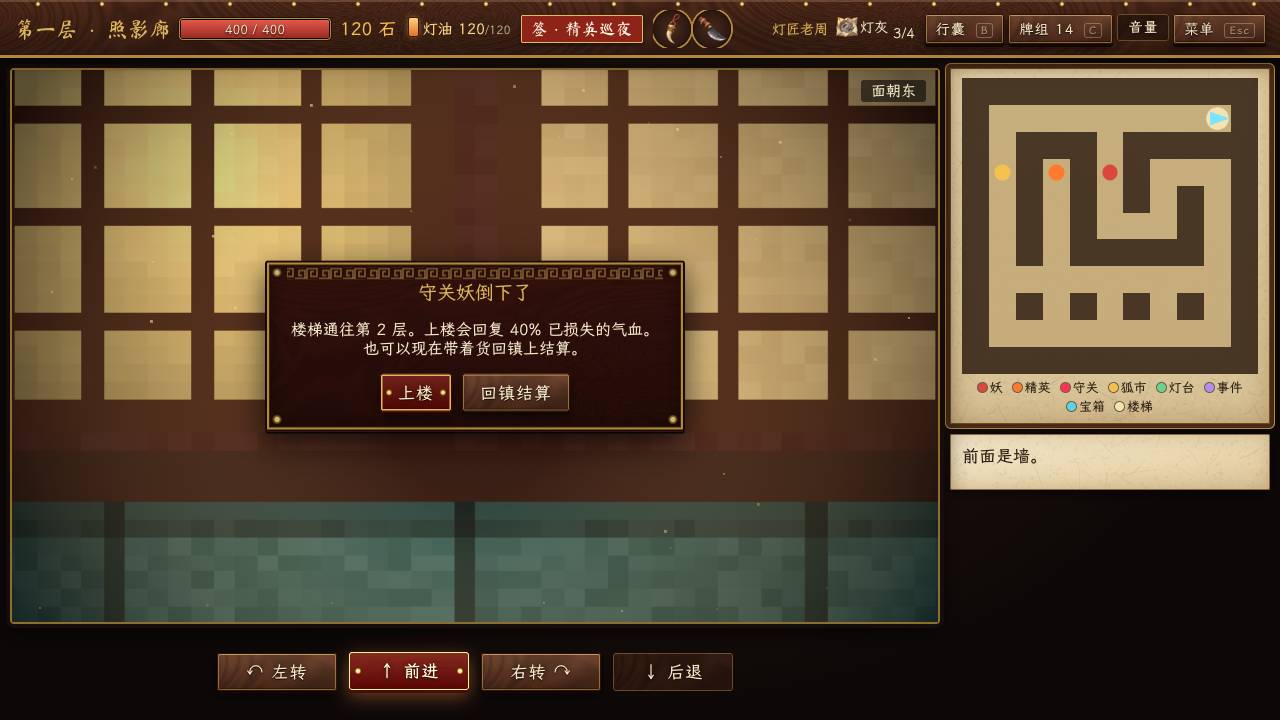 第一层 · 照影廊
400 / 400
120 石
灯油 120/120
签 · 精英巡夜
灯匠老周
灯灰 3/4
行囊 B
牌组 14 C
音量
菜单 Esc
面朝东
守关妖倒下了
楼梯通往第 2 层。上楼会回复 40% 已损失的气血。
也可以现在带着货回镇上结算。
上楼
回镇结算
妖 精英 守关 狐市 灯台 事件
宝箱 楼梯
前面是墙。
↶ 左转
↑ 前进
右转 ↷
↓ 后退